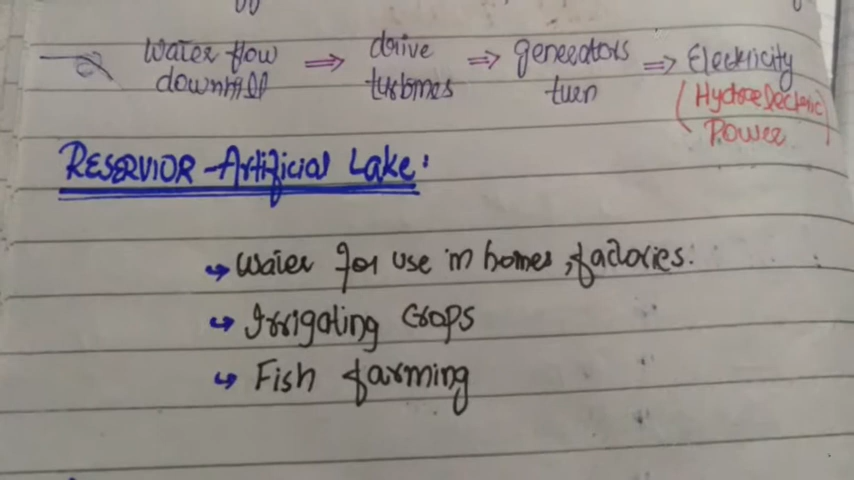 water flow ⇒ drive ⇒ generators ⇒ Electricity
downhill turbines turn (Hydroelectric)
Power
RESERVIOR - Artificial Lake:
↳ Water for use in homes, factories.
↳ Irrigating Crops
↳ Fish farming